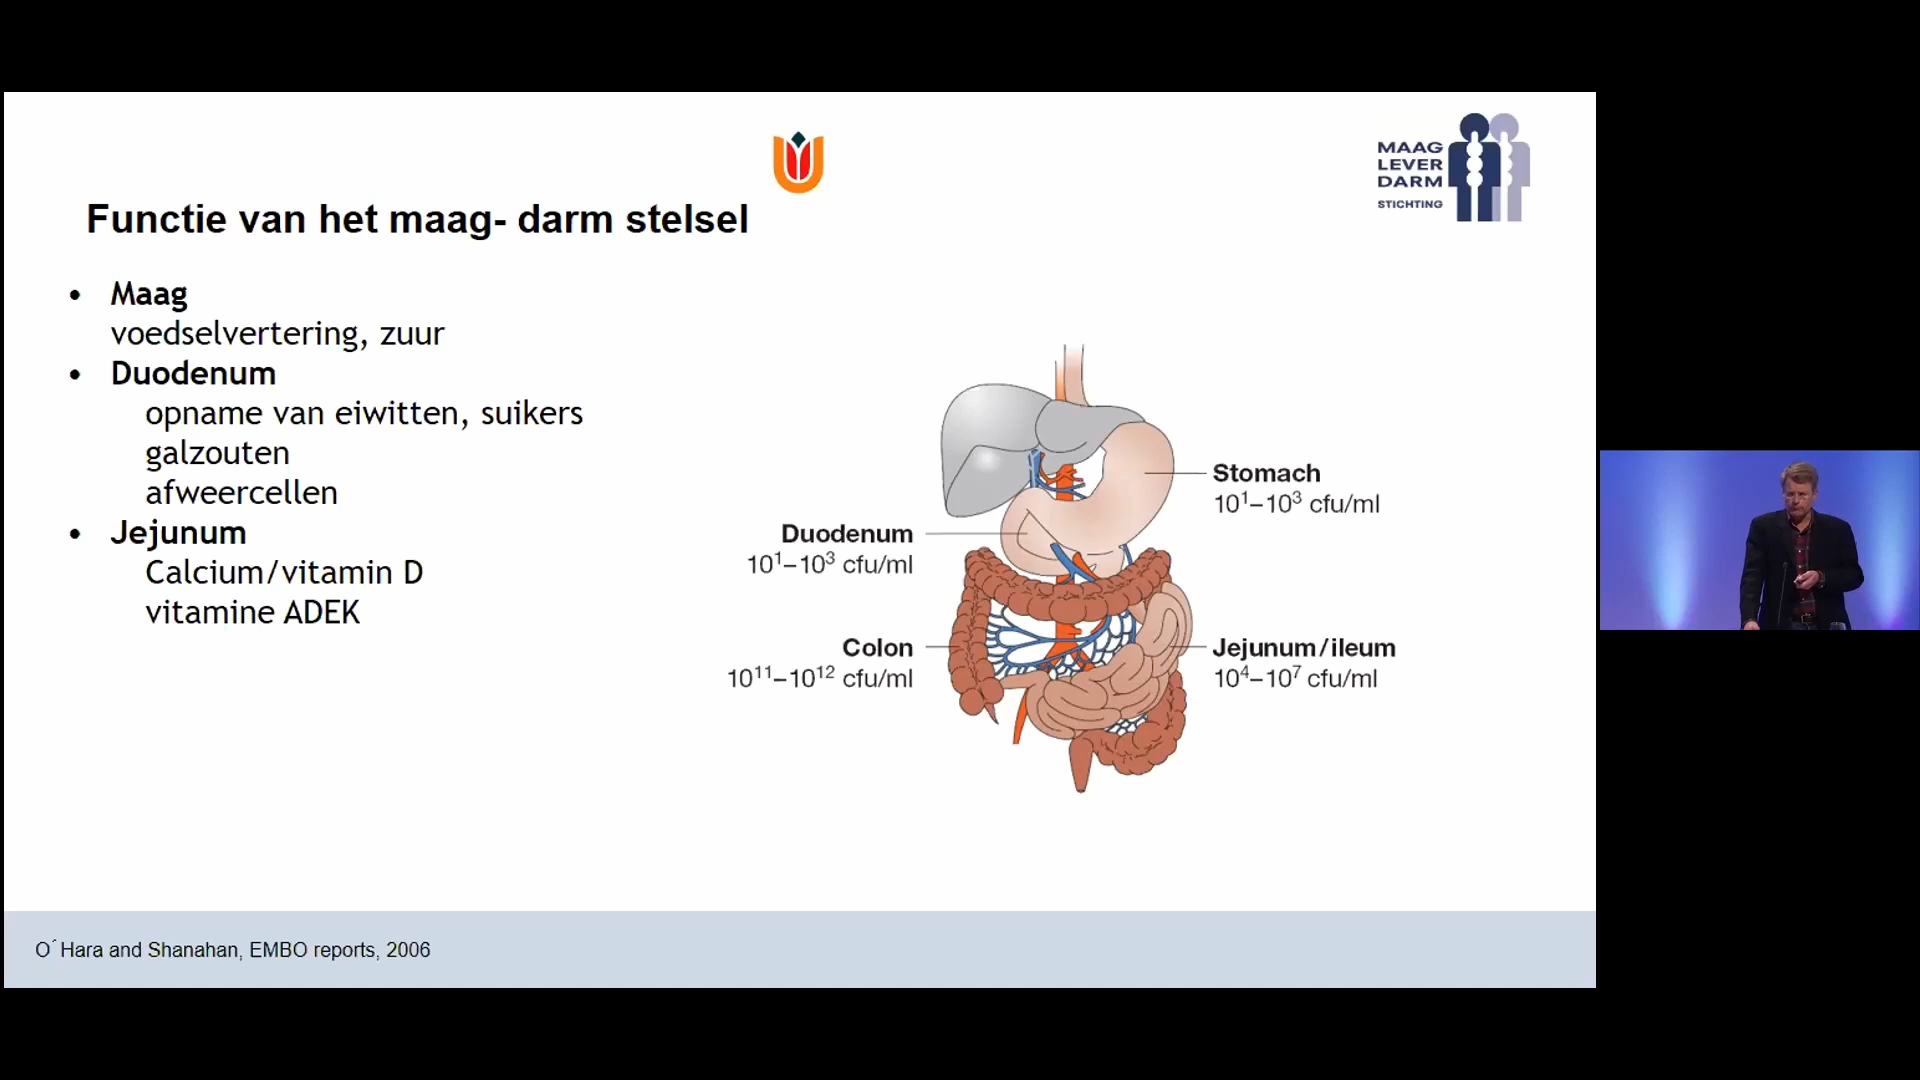 MAAG
LEVER
DARM
STICHTING
Functie van het maag- darm stelsel
• Maag
voedselvertering, zuur
• Duodenum
opname van eiwitten, suikers
galzouten
afweercellen
• Jejunum
Calcium/vitamin D
vitamine ADEK
Stomach
10¹–10³ cfu/ml
Duodenum
10¹–10³ cfu/ml
Colon
10¹¹–10¹² cfu/ml
Jejunum/ileum
10⁴–10⁷ cfu/ml
O´Hara and Shanahan, EMBO reports, 2006